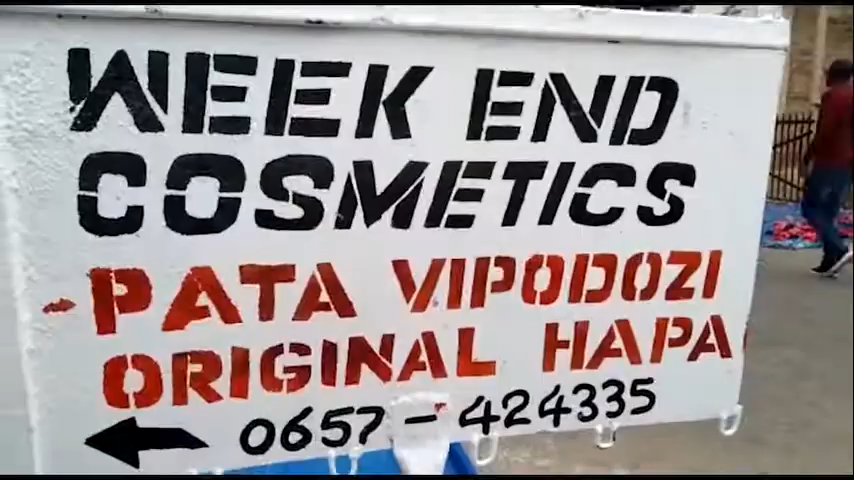 WEEK END
COSMETICS
- PATA VIPODOZI
ORIGINAL HAPA
0657-424335